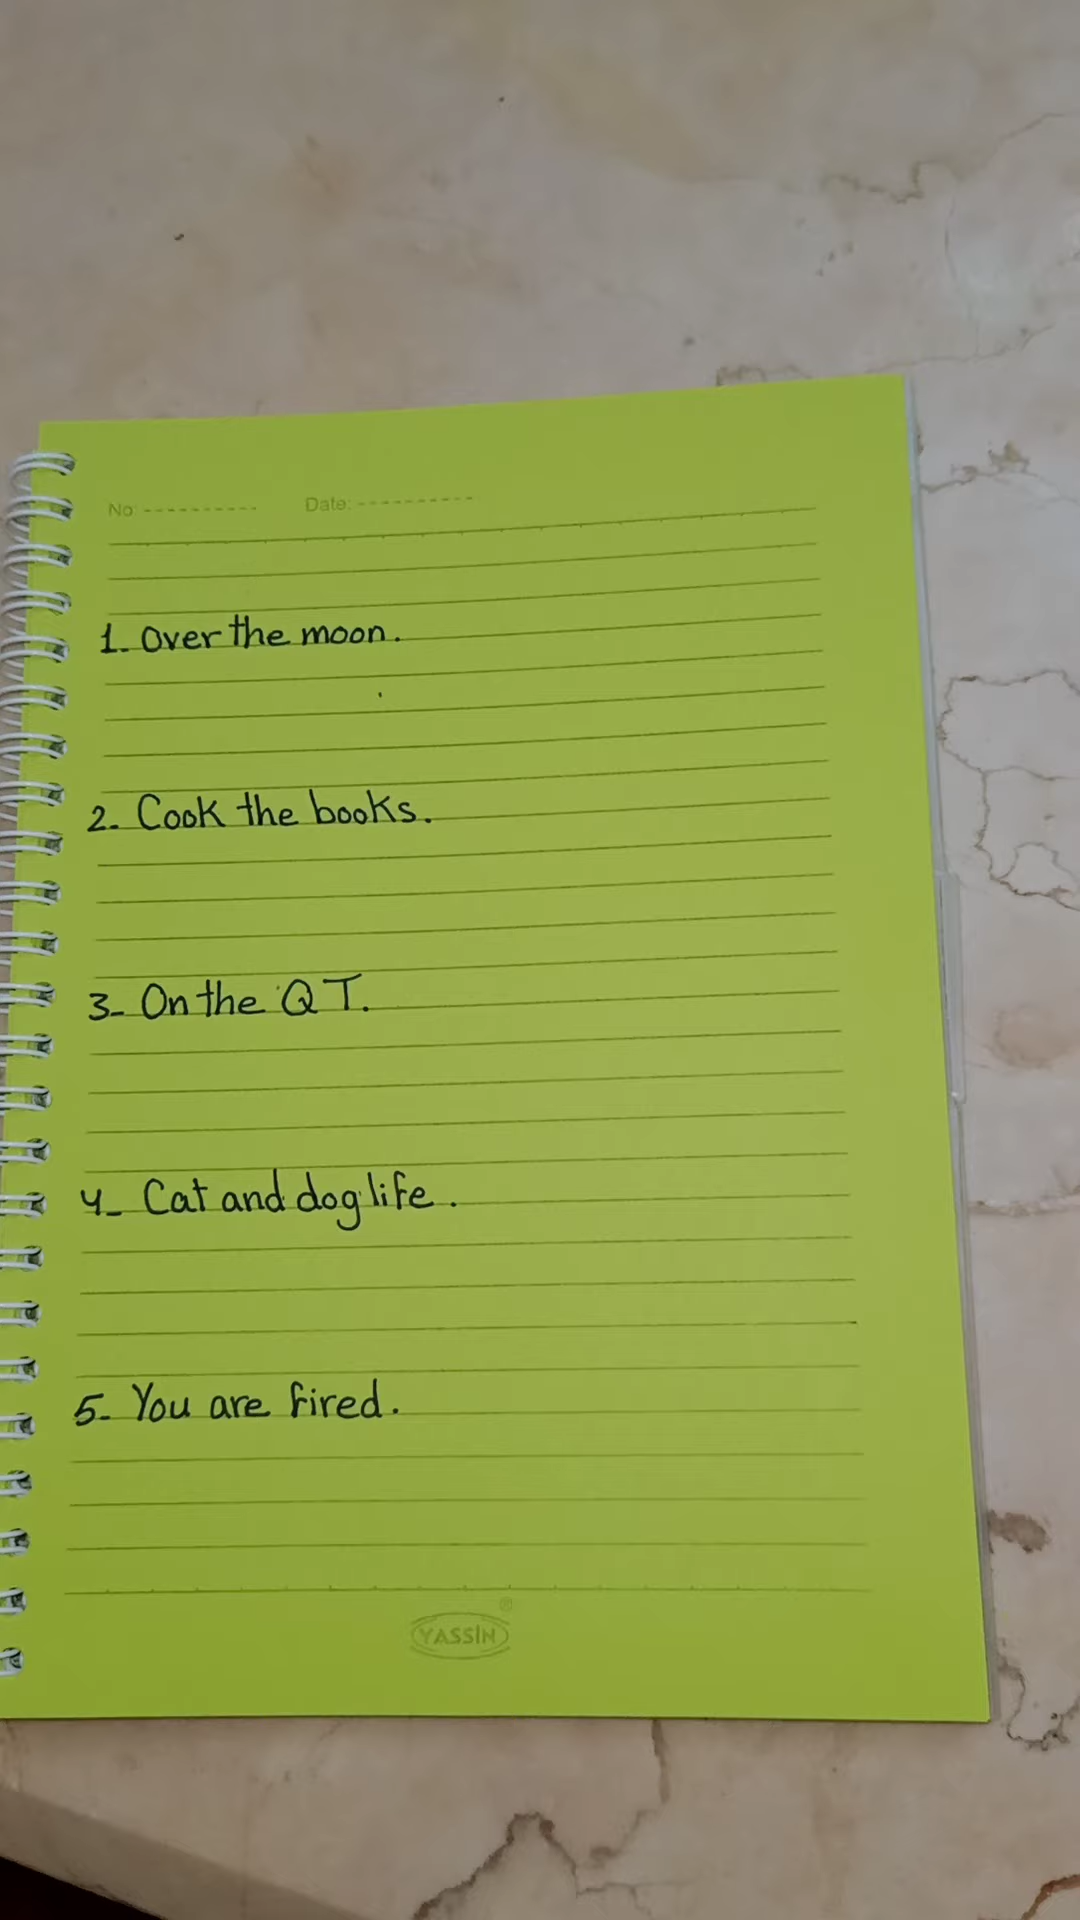 No: ---------- Date: ----------
1. Over the moon.
2. Cook the books.
3- On the QT.
4- Cat and dog life.
5- You are fired.
®
YASSİN